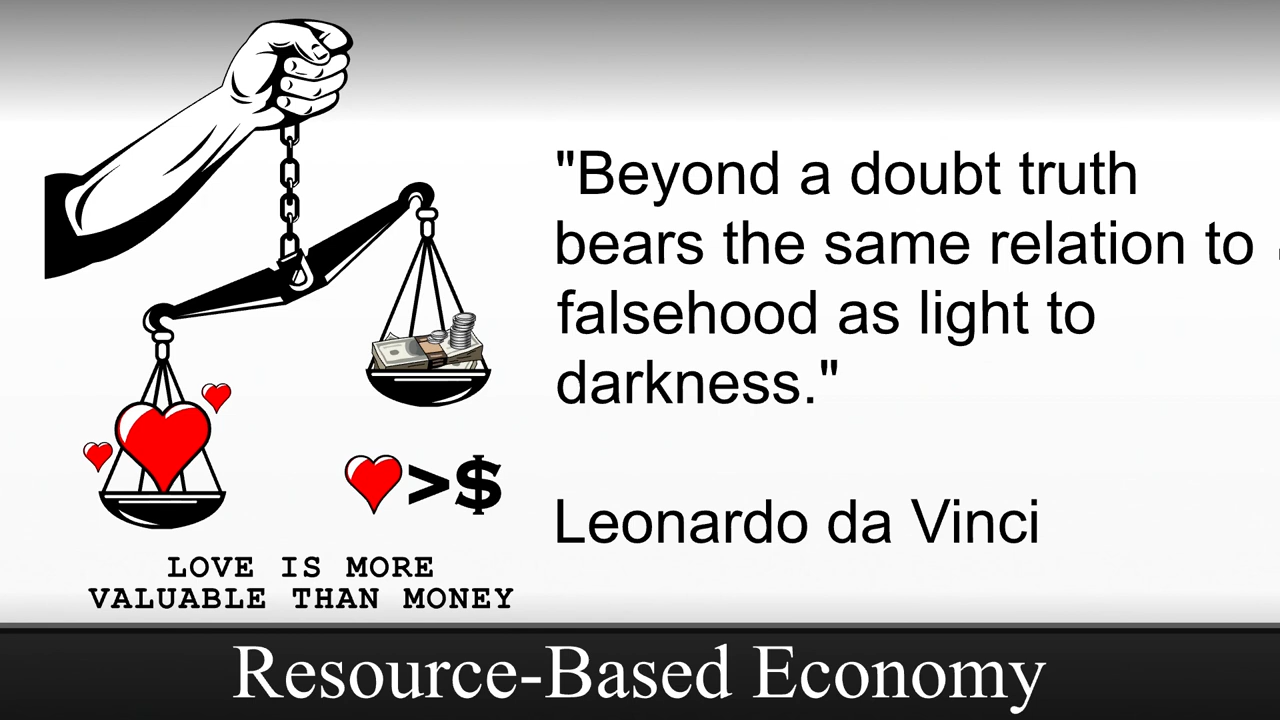 "Beyond a doubt truth
bears the same relation to
falsehood as light to
darkness."
Leonardo da Vinci
❤>$
LOVE IS MORE
VALUABLE THAN MONEY
Resource-Based Economy